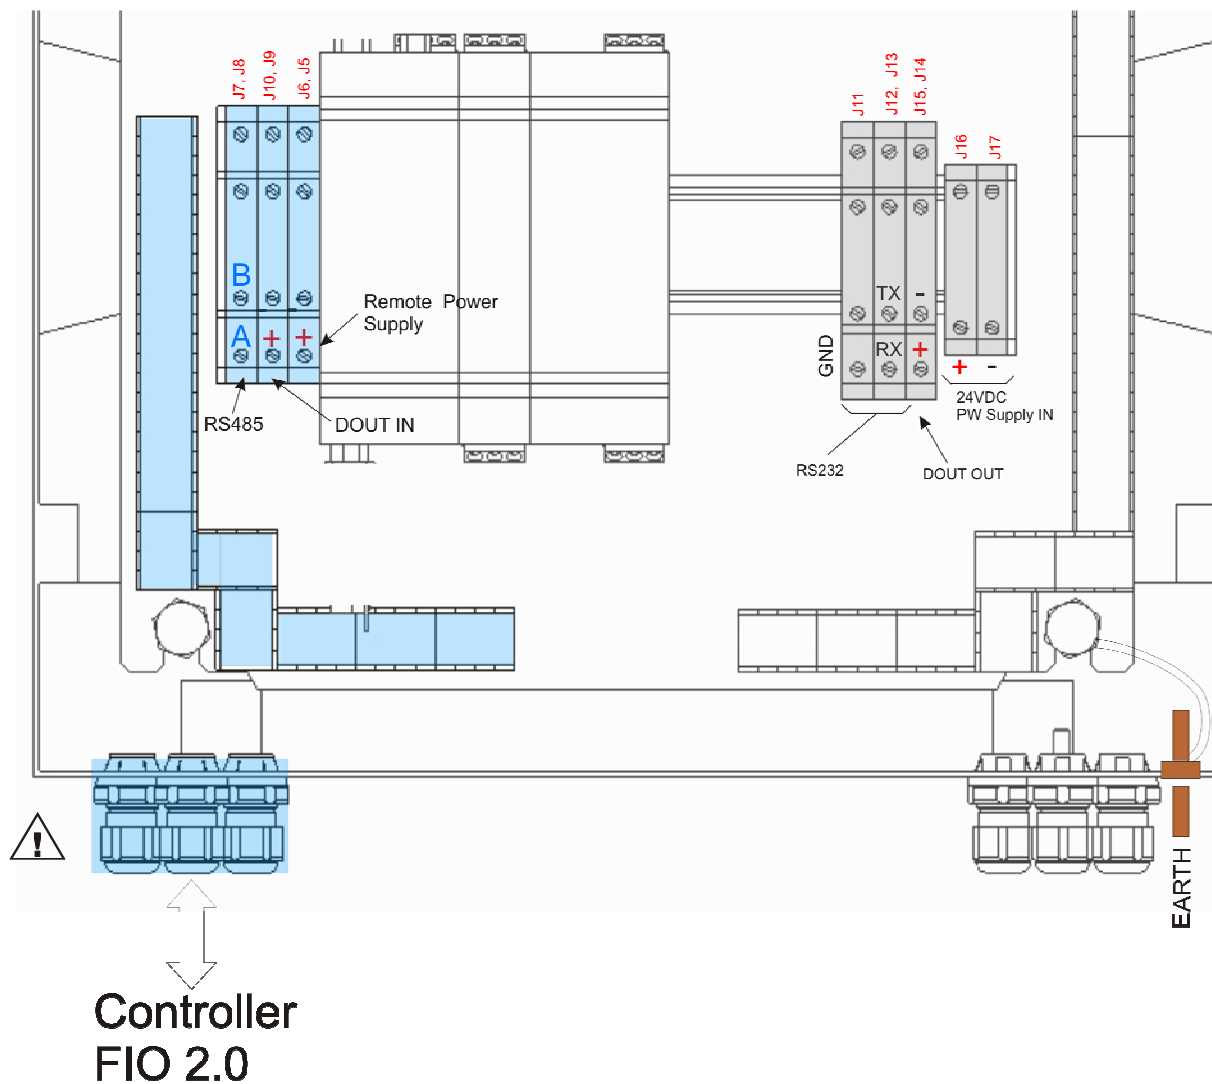 J7, J8
J10, J9
J6, J5
J11
J12, J13
J15, J14
J16
J17
B
A
+
+
Remote Power
Supply
RS485
DOUT IN
GND
TX
-
RX
+
+
-
24VDC
PW Supply IN
RS232
DOUT OUT
!
EARTH
Controller
FIO 2.0